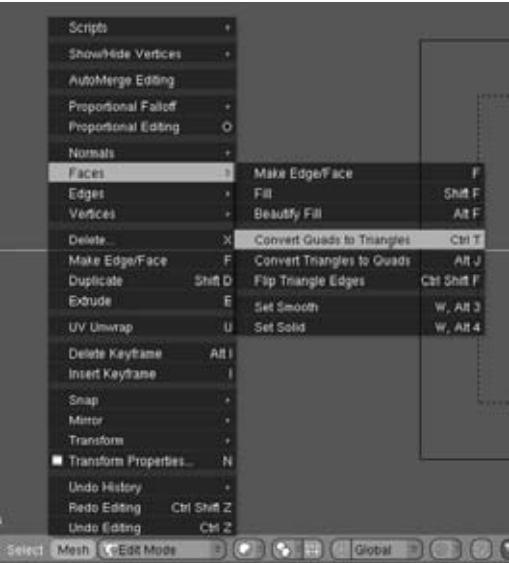 Scripts
Show/Hide Vertices
AutoMerge Editing
Proportional Falloff
Proportional Editing O
Normals
Faces
Edges
Vertices
Delete... X
Make Edge/Face F
Duplicate Shift D
Extrude E
UV Unwrap U
Delete Keyframe Alt I
Insert Keyframe I
Snap
Mirror
Transform
Transform Properties... N
Undo History
Redo Editing Ctrl Shift Z
Undo Editing Ctrl Z
Make Edge/Face F
Fill Shift F
Beautify Fill Alt F
Convert Quads to Triangles Ctrl T
Convert Triangles to Quads Alt J
Flip Triangle Edges Ctrl Shift F
Set Smooth W, Alt 3
Set Solid W, Alt 4
Select Mesh Edit Mode Global